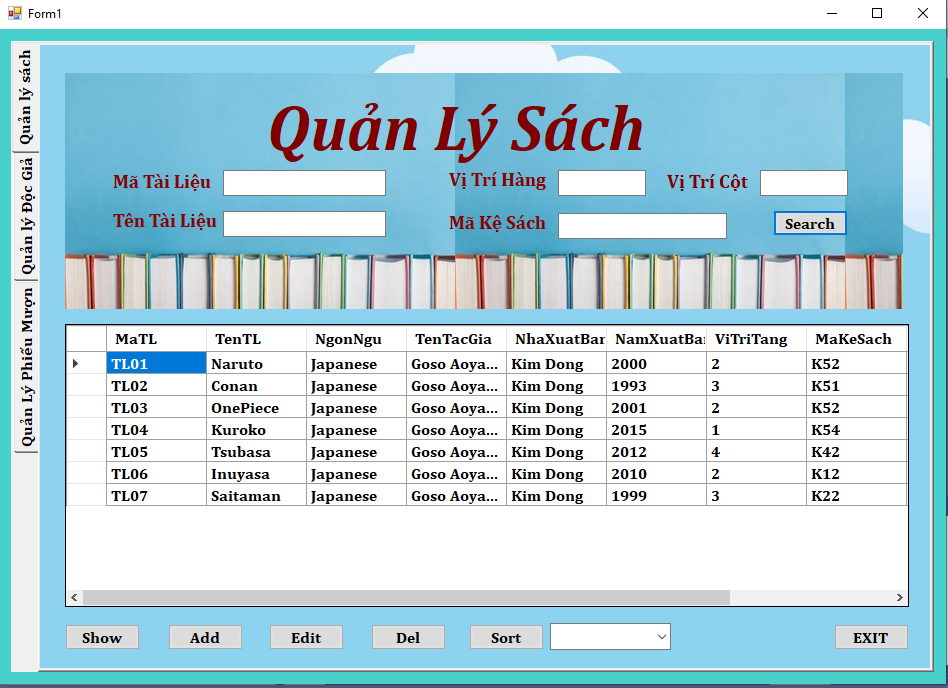 Form1
Quản lý sách
Quản lý Độc Giả
Quản Lý Phiếu Mượn
Quản Lý Sách
Mã Tài Liệu
Vị Trí Hàng
Vị Trí Cột
Tên Tài Liệu
Mã Kệ Sách
Search
MaTL TenTL NgonNgu TenTacGia NhaXuatBan NamXuatBan ViTriTang MaKeSach
TL01 Naruto Japanese Goso Aoya... Kim Dong 2000 2 K52
TL02 Conan Japanese Goso Aoya... Kim Dong 1993 3 K51
TL03 OnePiece Japanese Goso Aoya... Kim Dong 2001 2 K52
TL04 Kuroko Japanese Goso Aoya... Kim Dong 2015 1 K54
TL05 Tsubasa Japanese Goso Aoya... Kim Dong 2012 4 K42
TL06 Inuyasa Japanese Goso Aoya... Kim Dong 2010 2 K12
TL07 Saitaman Japanese Goso Aoya... Kim Dong 1999 3 K22
Show Add Edit Del Sort EXIT